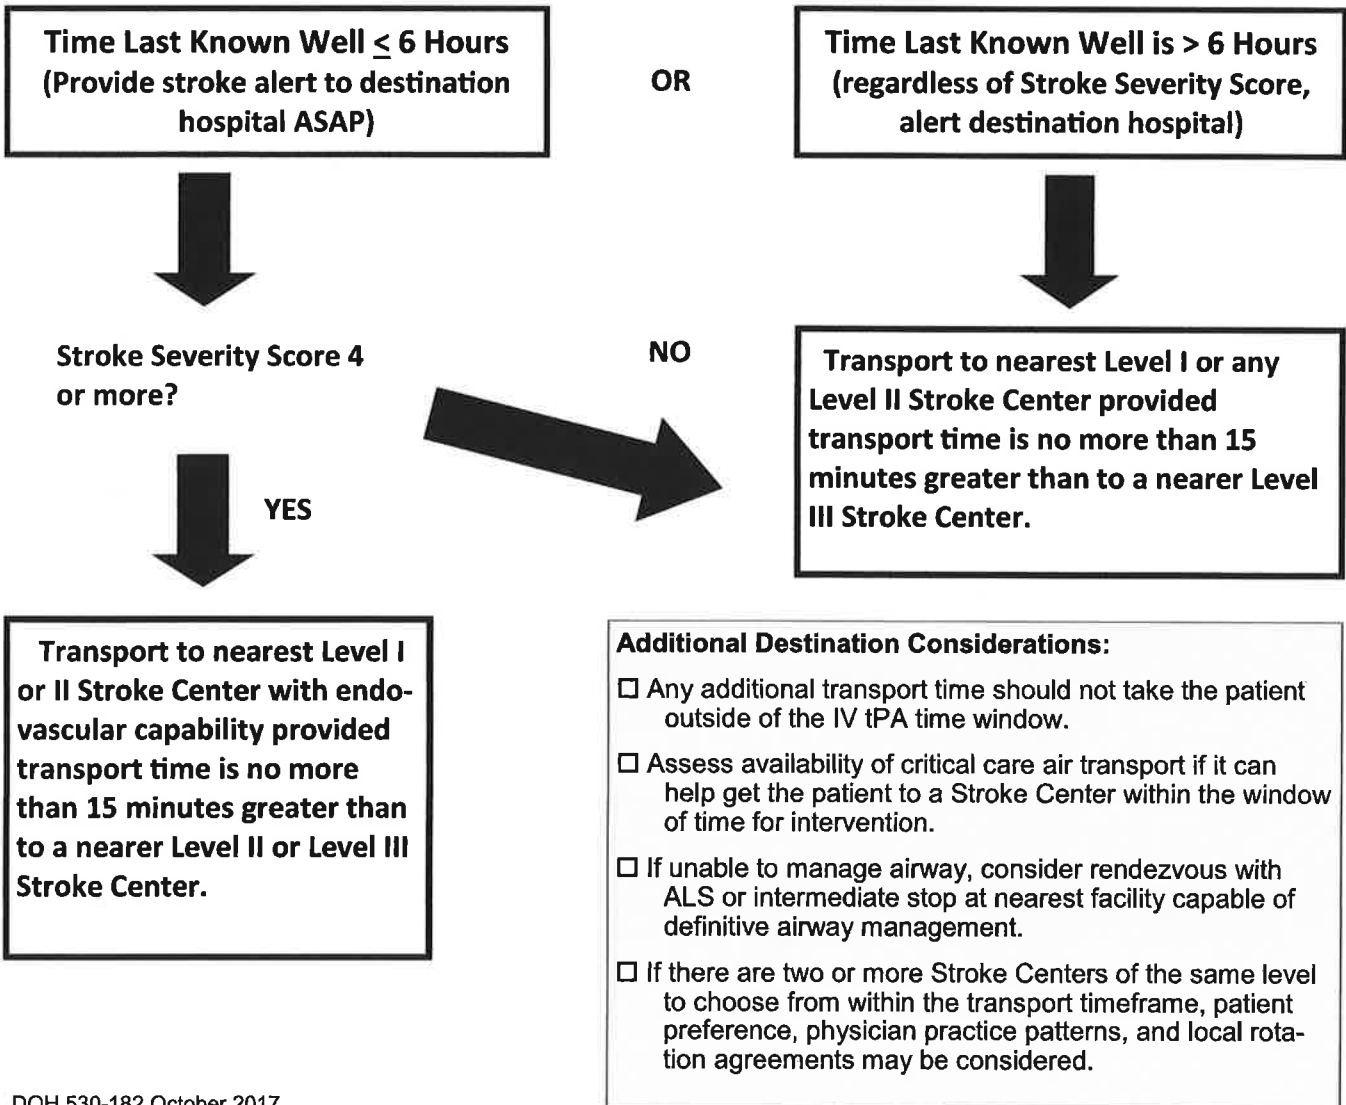 Time Last Known Well < 6 Hours
(Provide stroke alert to destination
hospital ASAP)
OR
Time Last Known Well is > 6 Hours
(regardless of Stroke Severity Score,
alert destination hospital)
Stroke Severity Score 4
or more?
NO
YES
Transport to nearest Level I or any
Level II Stroke Center provided
transport time is no more than 15
minutes greater than to a nearer Level
III Stroke Center.
Transport to nearest Level I
or II Stroke Center with endo-
vascular capability provided
transport time is no more
than 15 minutes greater than
to a nearer Level II or Level III
Stroke Center.
Additional Destination Considerations:
☐ Any additional transport time should not take the patient
outside of the IV tPA time window.
☐ Assess availability of critical care air transport if it can
help get the patient to a Stroke Center within the window
of time for intervention.
☐ If unable to manage airway, consider rendezvous with
ALS or intermediate stop at nearest facility capable of
definitive airway management.
☐ If there are two or more Stroke Centers of the same level
to choose from within the transport timeframe, patient
preference, physician practice patterns, and local rota-
tion agreements may be considered.
DOH 530-182 October 2017